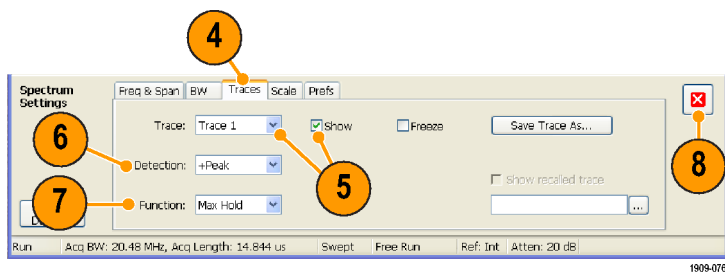 4
Spectrum Settings
Freq & Span BW Traces Scale Prefs
Trace: Trace 1 Show Freeze Save Trace As...
6
8
Detection: +Peak
5
Show recalled trace
7
Function: Max Hold ...
Run Acq BW: 20.48 MHz, Acq Length: 14.844 us Swept Free Run Ref: Int Atten: 20 dB
1909-076